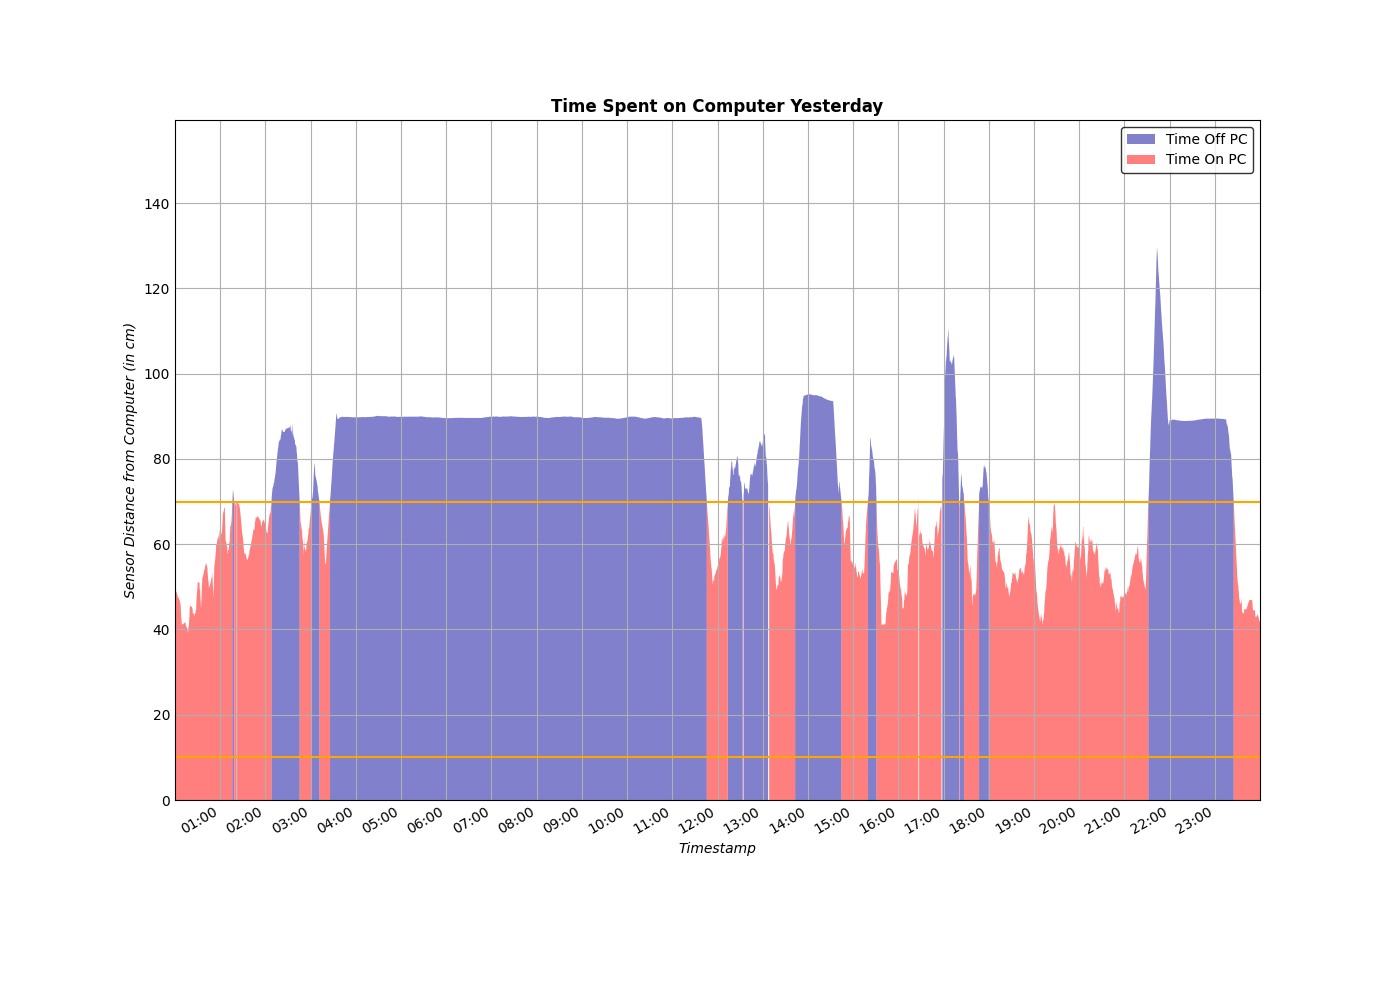 Time Spent on Computer Yesterday
Time Off PC
Time On PC
Sensor Distance from Computer (in cm)
140
120
100
80
60
40
20
0
01:00 02:00 03:00 04:00 05:00 06:00 07:00 08:00 09:00 10:00 11:00 12:00 13:00 14:00 15:00 16:00 17:00 18:00 19:00 20:00 21:00 22:00 23:00
Timestamp